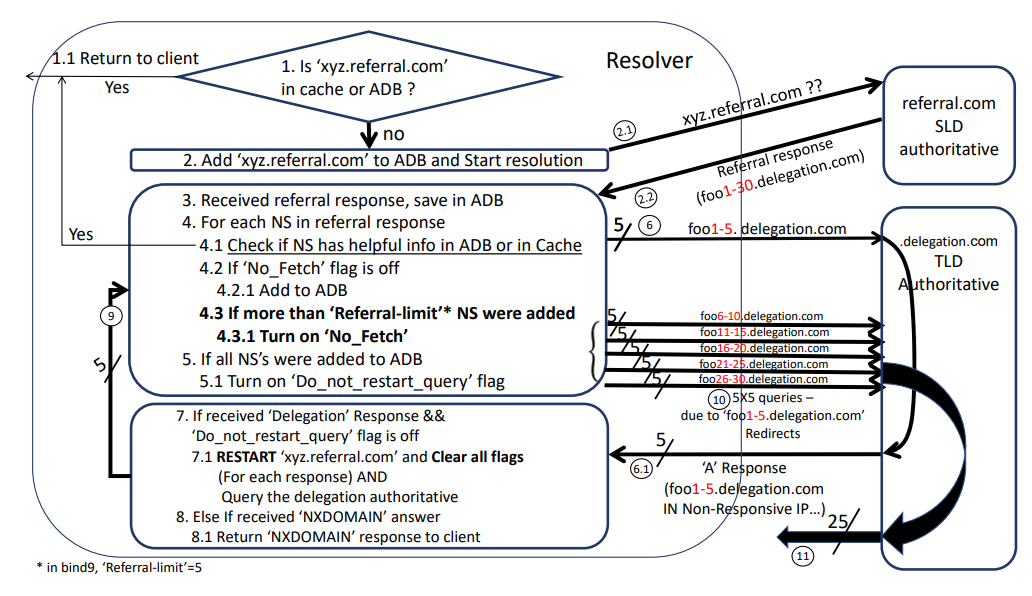 1.1 Return to client
Yes
1. Is ‘xyz.referral.com’
in cache or ADB ?
Resolver
no
2. Add ‘xyz.referral.com’ to ADB and Start resolution
2.1
xyz.referral.com ??
referral.com
SLD
authoritative
Referral response
(foo1-30.delegation.com)
2.2
3. Received referral response, save in ADB
4. For each NS in referral response
Yes
4.1 Check if NS has helpful info in ADB or in Cache
4.2 If ‘No_Fetch’ flag is off
4.2.1 Add to ADB
4.3 If more than ‘Referral-limit’* NS were added
4.3.1 Turn on ‘No_Fetch’
5. If all NS’s were added to ADB
5.1 Turn on ‘Do_not_restart_query’ flag
5
6
foo1-5. delegation.com
.delegation.com
TLD
Authoritative
5
foo6-10.delegation.com
5
foo11-15.delegation.com
5
foo16-20.delegation.com
5
foo21-25.delegation.com
5
foo26-30.delegation.com
10
5X5 queries –
due to ‘foo1-5.delegation.com’
Redirects
9
5
7. If received ‘Delegation’ Response &&
‘Do_not_restart_query’ flag is off
7.1 RESTART ‘xyz.referral.com’ and Clear all flags
(For each response) AND
Query the delegation authoritative
8. Else If received ‘NXDOMAIN’ answer
8.1 Return ‘NXDOMAIN’ response to client
5
6.1
‘A’ Response
(foo1-5.delegation.com
IN Non-Responsive IP…)
25
11
* in bind9, ‘Referral-limit’=5